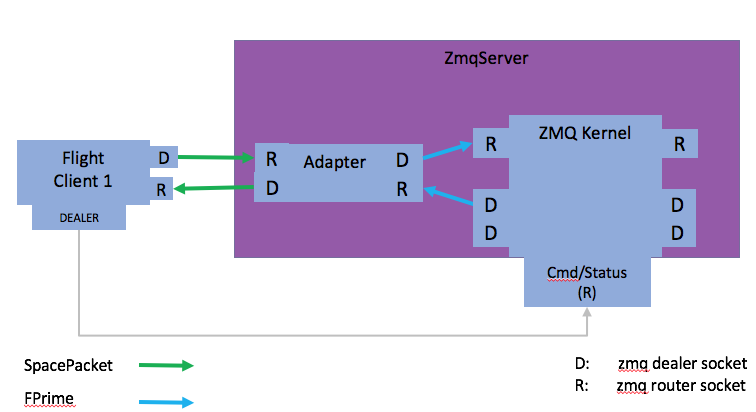 ZmqServer
Flight
Client 1
D
R
DEALER
R
D
Adapter
D
R
R
D
D
ZMQ Kernel
R
D
D
Cmd/Status
(R)
SpacePacket
FPrime
D: zmq dealer socket
R: zmq router socket